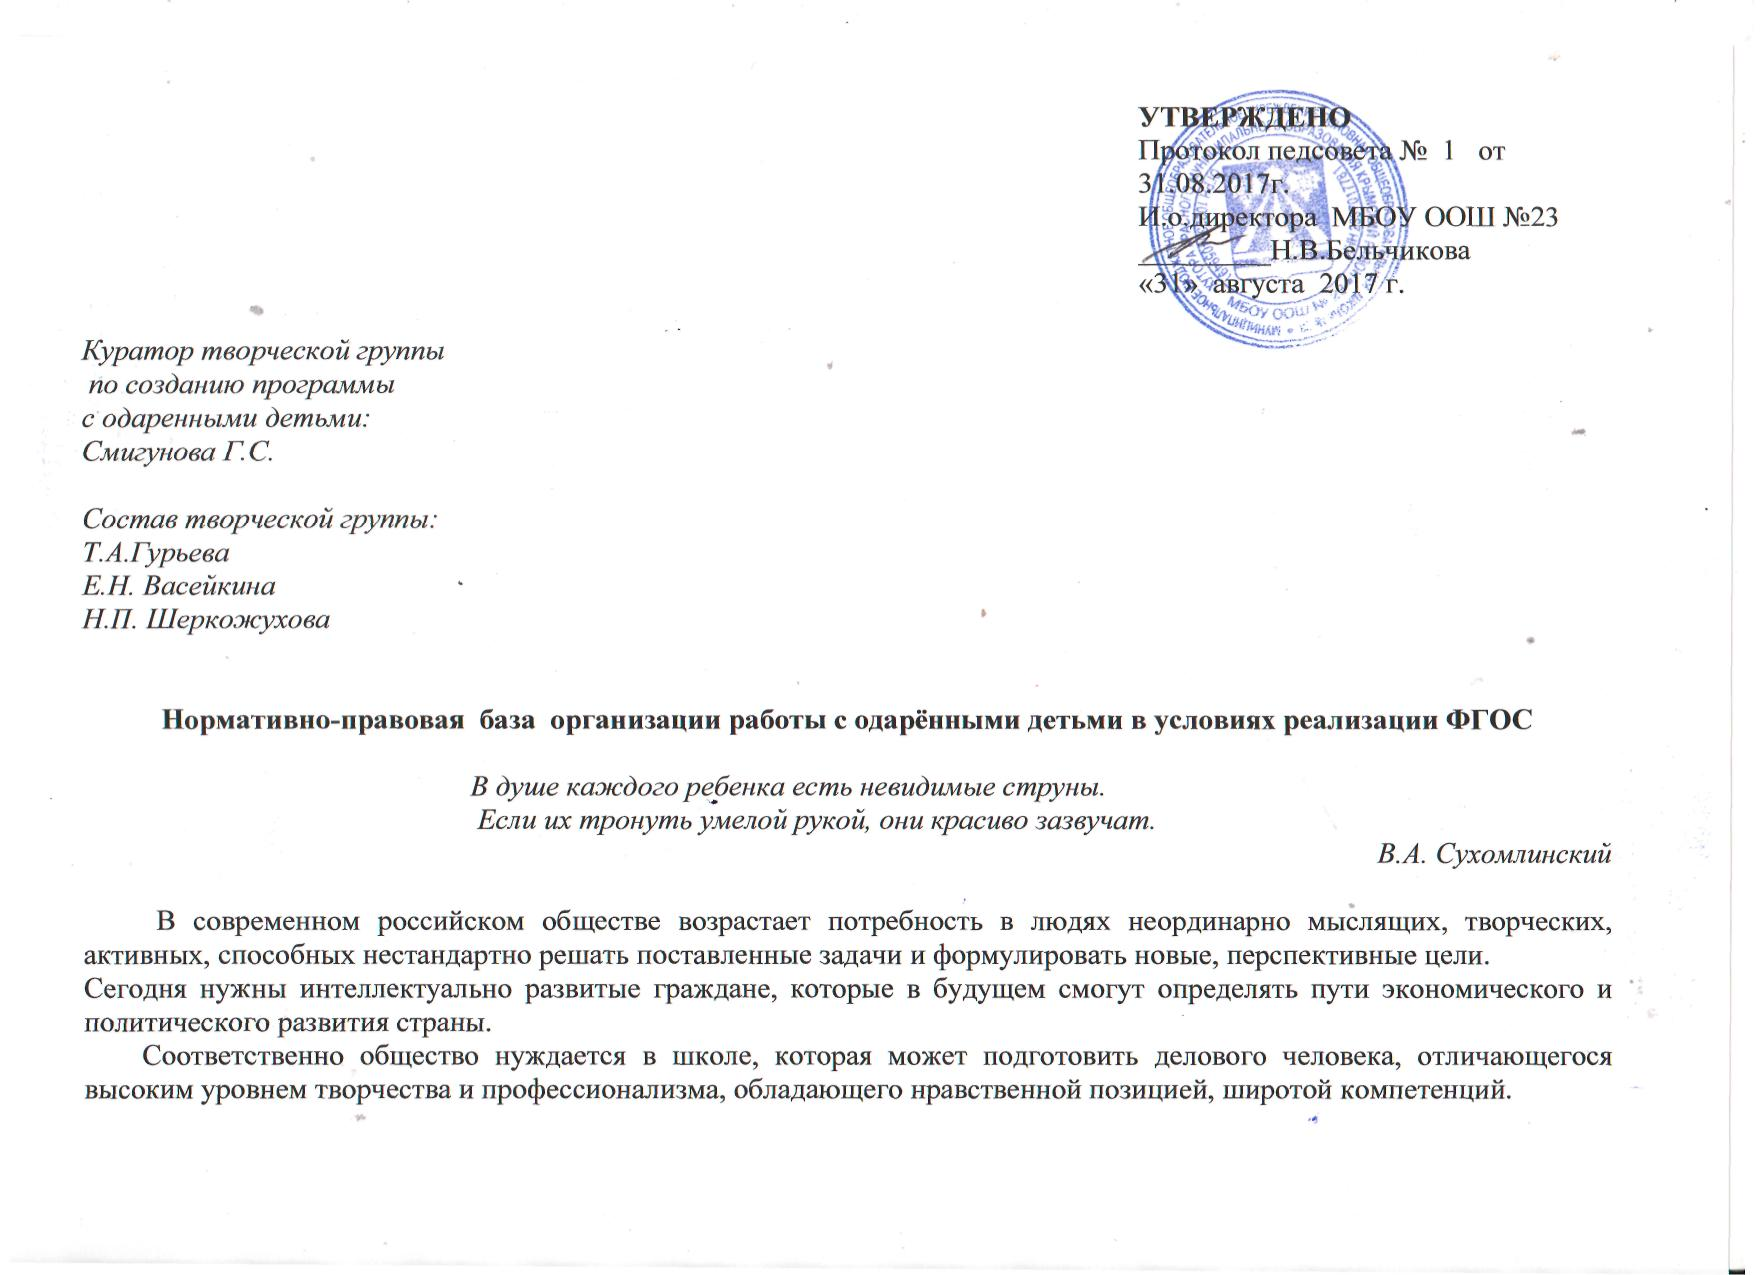 УТВЕРЖДЕНО
Протокол педсовета № 1 от
31.08.2017г.
И.о.директора МБОУ ООШ №23
__________Н.В.Бельчикова
«31» августа 2017 г.
МБОУ ООШ №
Куратор творческой группы
по созданию программы
с одаренными детьми:
Смигунова Г.С.
Состав творческой группы:
Т.А.Гурьева
Е.Н. Васейкина
Н.П. Шеркожухова
Нормативно-правовая база организации работы с одарёнными детьми в условиях реализации ФГОС
В душе каждого ребенка есть невидимые струны.
Если их тронуть умелой рукой, они красиво зазвучат.
В.А. Сухомлинский
В современном российском обществе возрастает потребность в людях неординарно мыслящих, творческих,
активных, способных нестандартно решать поставленные задачи и формулировать новые, перспективные цели.
Сегодня нужны интеллектуально развитые граждане, которые в будущем смогут определять пути экономического и
политического развития страны.
Соответственно общество нуждается в школе, которая может подготовить делового человека, отличающегося
высоким уровнем творчества и профессионализма, обладающего нравственной позицией, широтой компетенций.